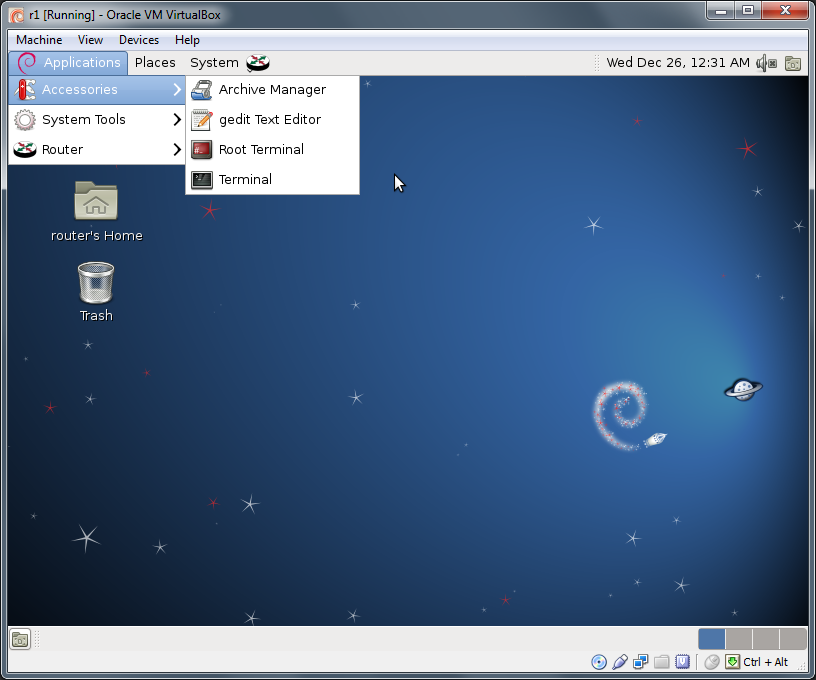 r1 [Running] - Oracle VM VirtualBox
Machine View Devices Help
Applications Places System Wed Dec 26, 12:31 AM
Accessories
System Tools
Router
Archive Manager
gedit Text Editor
Root Terminal
Terminal
router's Home
Trash
Ctrl + Alt